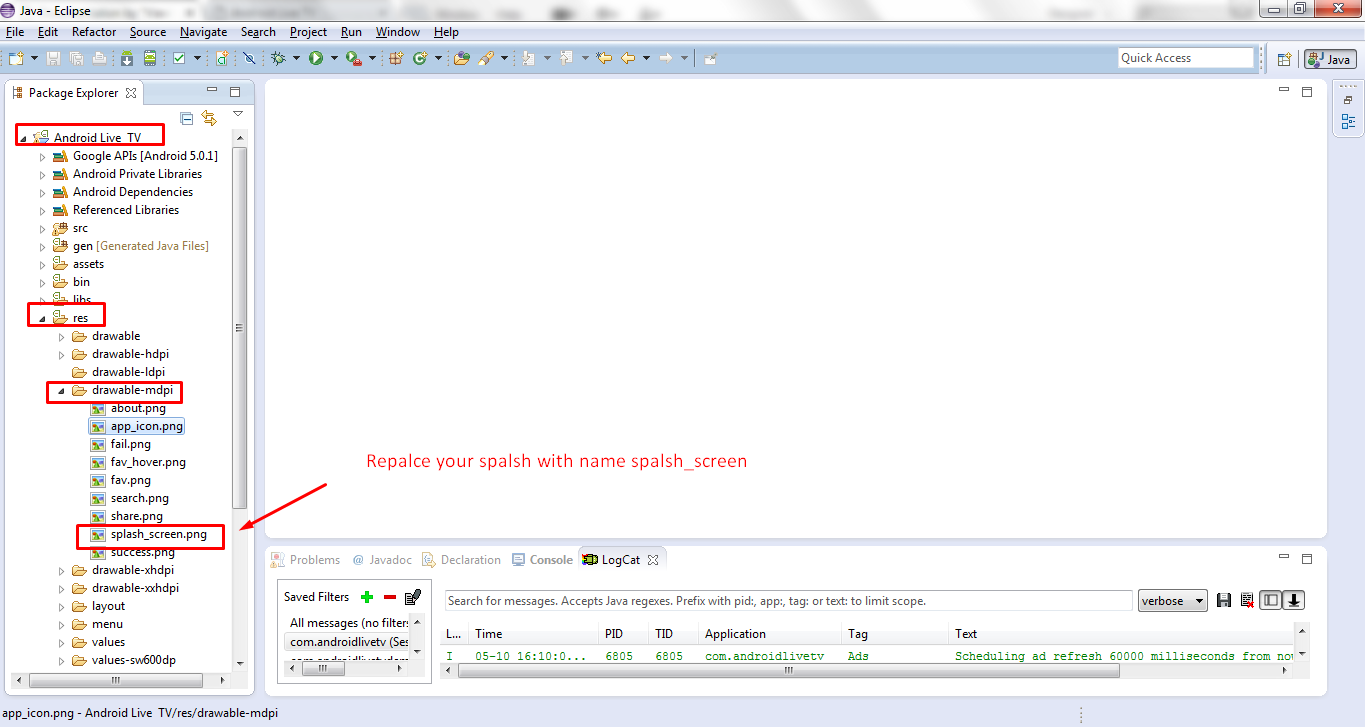 Java - Eclipse
File Edit Refactor Source Navigate Search Project Run Window Help
Quick Access
Java
Package Explorer
Android Live TV
Google APIs [Android 5.0.1]
Android Private Libraries
Android Dependencies
Referenced Libraries
src
gen [Generated Java Files]
assets
bin
libs
res
drawable
drawable-hdpi
drawable-ldpi
drawable-mdpi
about.png
app_icon.png
fail.png
fav_hover.png
fav.png
search.png
share.png
splash_screen.png
success.png
drawable-xhdpi
drawable-xxhdpi
layout
menu
values
values-sw600dp
Repalce your spalsh with name spalsh_screen
Problems @ Javadoc Declaration Console LogCat
Saved Filters
All messages (no filters
com.androidlivetv (Ses
Search for messages. Accepts Java regexes. Prefix with pid:, app:, tag: or text: to limit scope.
verbose
L... Time PID TID Application Tag Text
I 05-10 16:10:0... 6805 6805 com.androidlivetv Ads Scheduling ad refresh 60000 milliseconds from now
app_icon.png - Android Live TV/res/drawable-mdpi